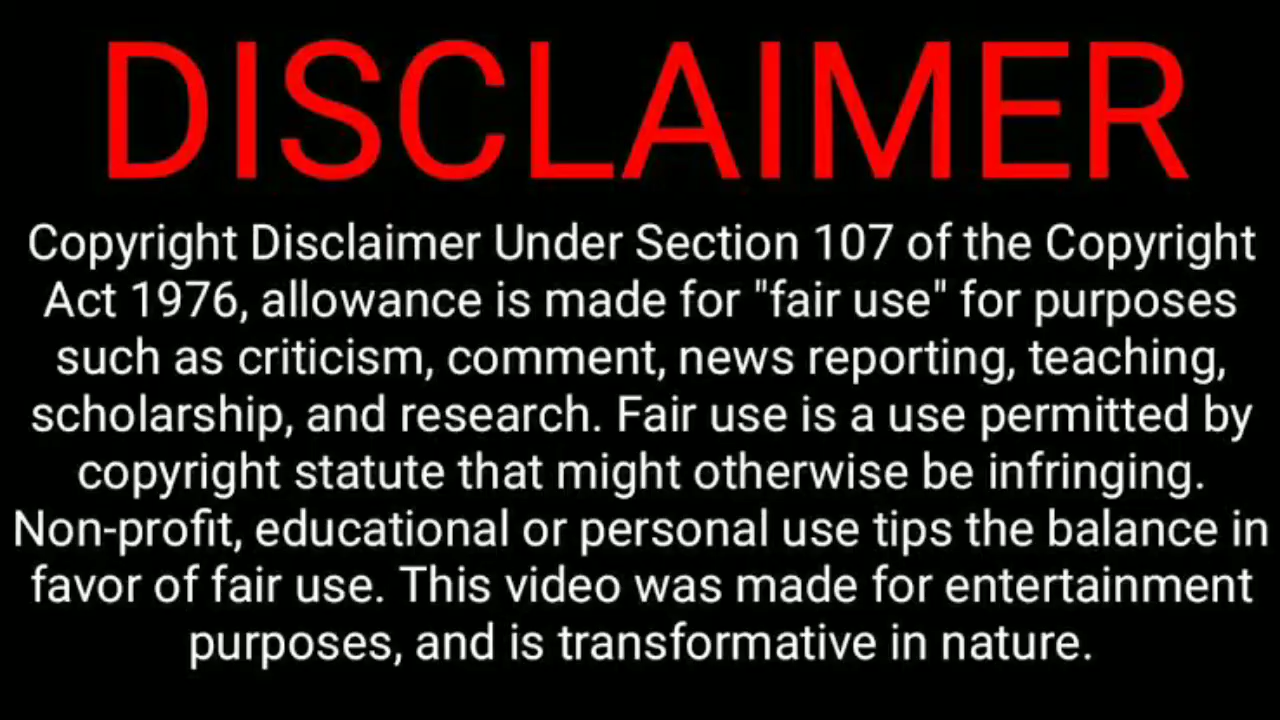 DISCLAIMER
Copyright Disclaimer Under Section 107 of the Copyright
Act 1976, allowance is made for "fair use" for purposes
such as criticism, comment, news reporting, teaching,
scholarship, and research. Fair use is a use permitted by
copyright statute that might otherwise be infringing.
Non-profit, educational or personal use tips the balance in
favor of fair use. This video was made for entertainment
purposes, and is transformative in nature.